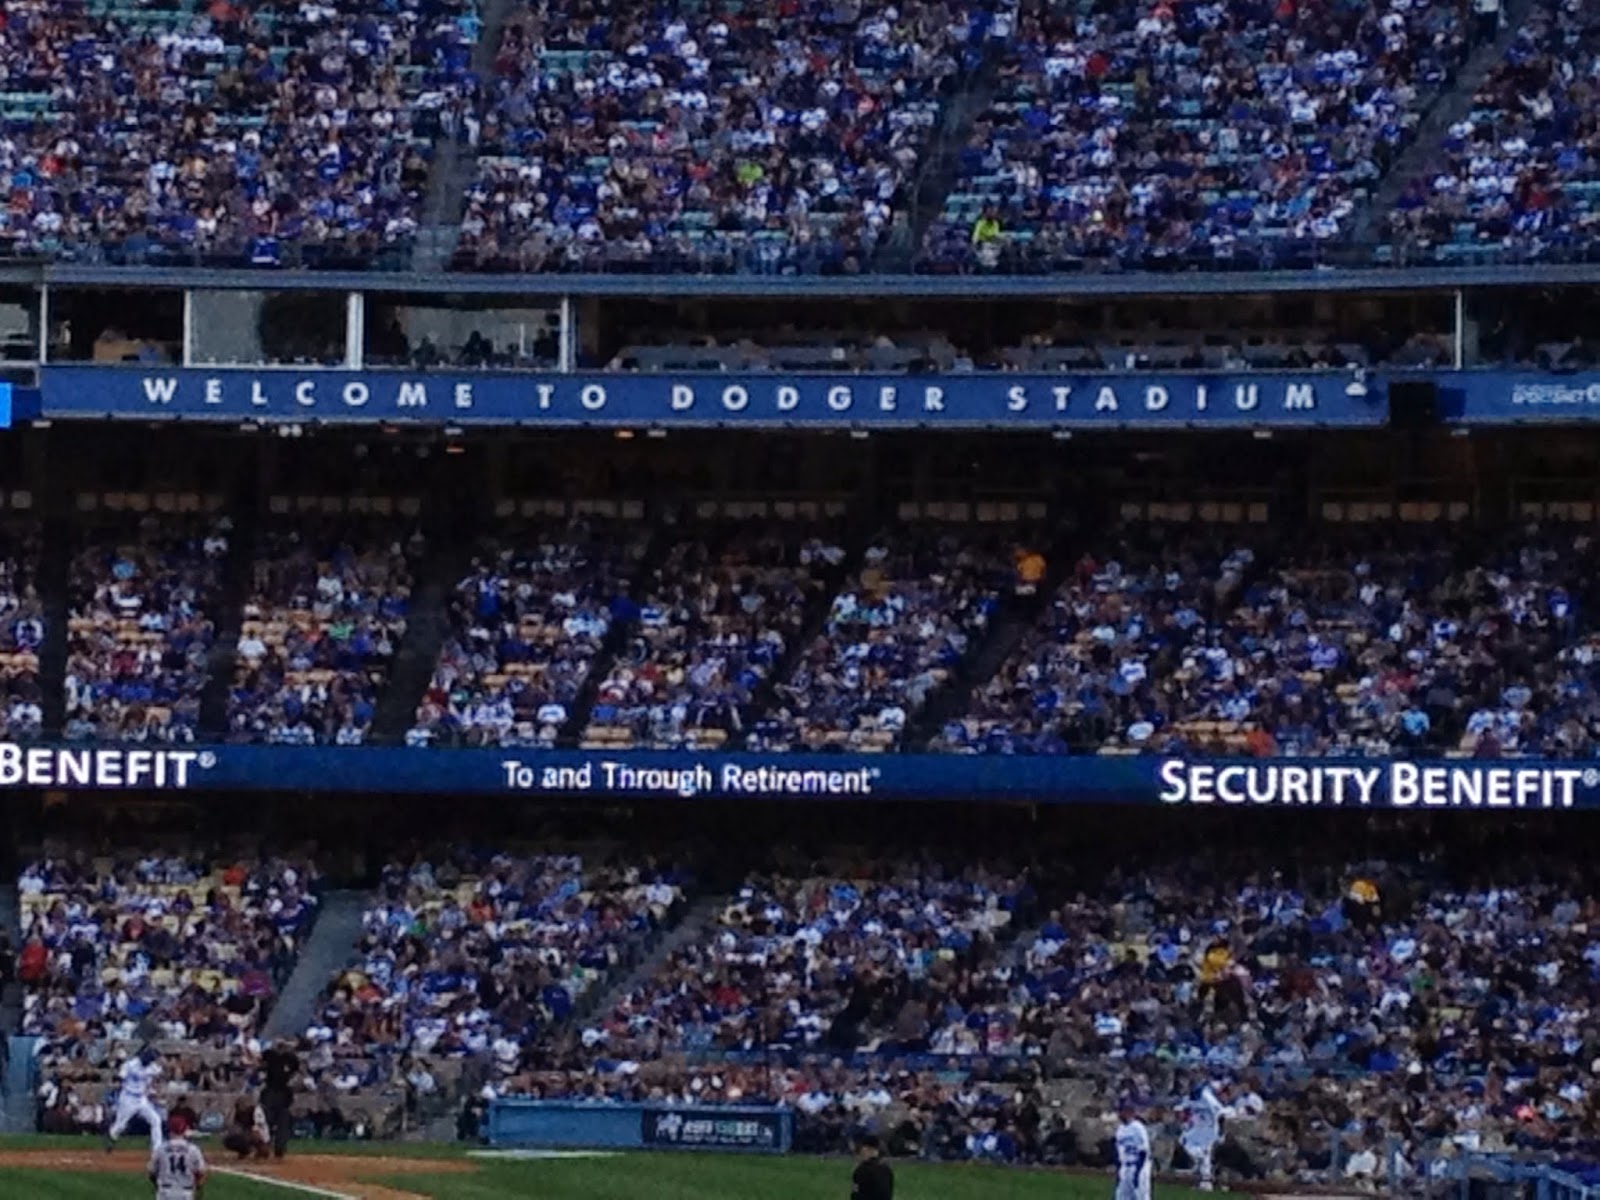 WELCOME TO DODGER STADIUM
BENEFIT®
To and Through Retirement®
SECURITY BENEFIT®
14